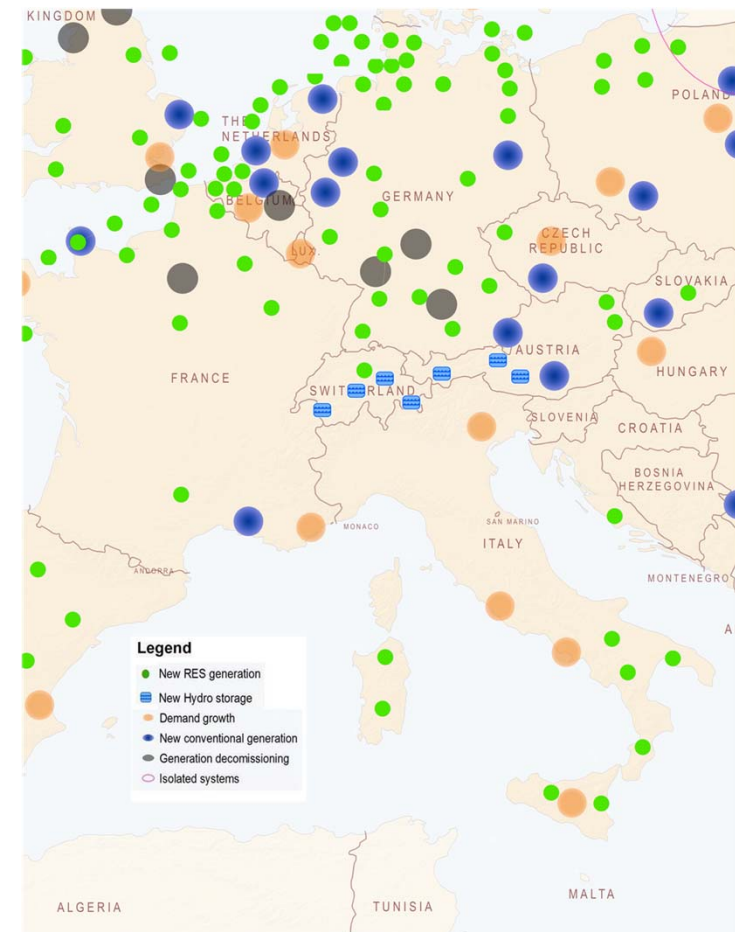 KINGDOM
POLAND
THE
NETHERLANDS
GERMANY
BELGIUM
CZECH
REPUBLIC
LUX.
SLOVAKIA
AUSTRIA
HUNGARY
FRANCE
SWITZERLAND
SLOVENIA
CROATIA
BOSNIA
HERZEGOVINA
SAN MARINO
MONACO
ITALY
ANDORRA
MONTENEGRO
A
Legend
New RES generation
New Hydro storage
Demand growth
New conventional generation
Generation decomissioning
Isolated systems
MALTA
ALGERIA
TUNISIA